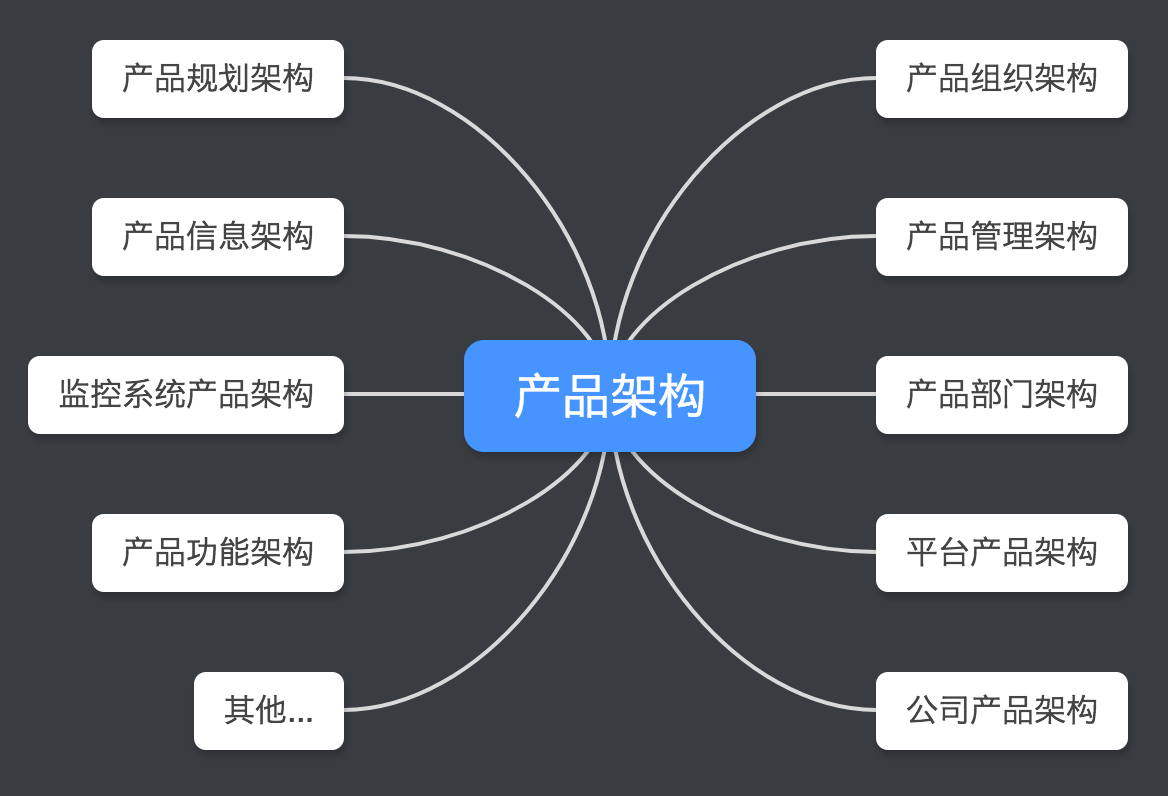 产品规划架构
产品信息架构
监控系统产品架构
产品功能架构
其他...
产品架构
产品组织架构
产品管理架构
产品部门架构
平台产品架构
公司产品架构